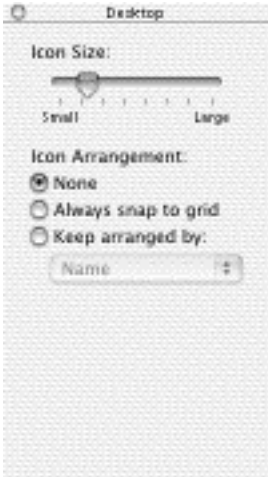 Desktop
Icon Size:
Small Large
Icon Arrangement:
None
Always snap to grid
Keep arranged by:
Name